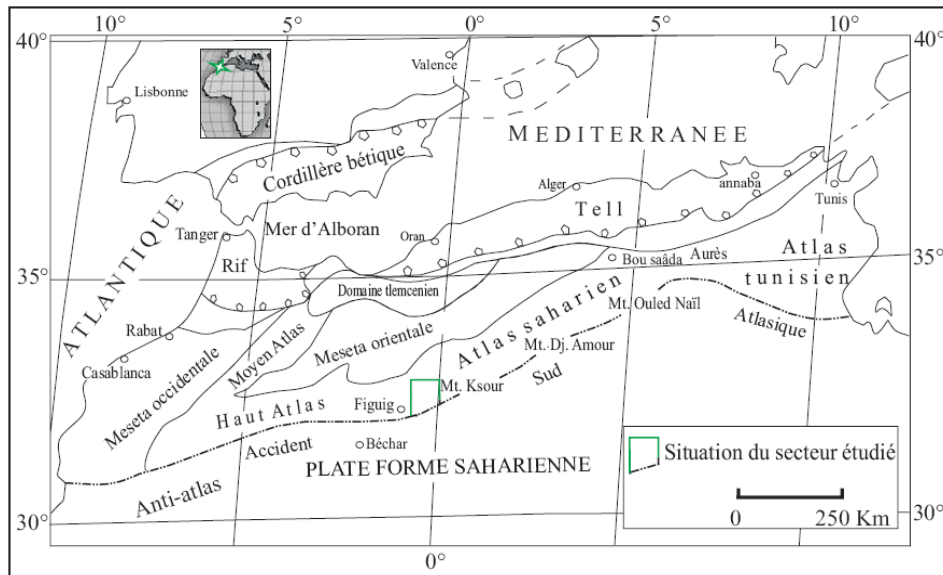 10° 5° 0° 5° 10°
40° 40°
Valence
Lisbonne
MEDITERRANEE
Cordillère bétique
Alger
annaba
Tunis
ATLANTIQUE
Tell
Tanger
Mer d'Alboran
Oran
Rif
Bou saâda
Aurès
Atlas
tunisien
35° 35°
Domaine tlemcenien
Mt. Ouled Naïl
Atlasique
Rabat
Atlas saharien
Mt. Dj. Amour
Moyen Atlas
Meseta orientale
Casablanca
Meseta occidentale
Sud
Mt. Ksour
Figuig
Haut Atlas
Accident
Béchar
PLATE FORME SAHARIENNE
Anti-atlas
Situation du secteur étudié
0 250 Km
30° 30°
0°